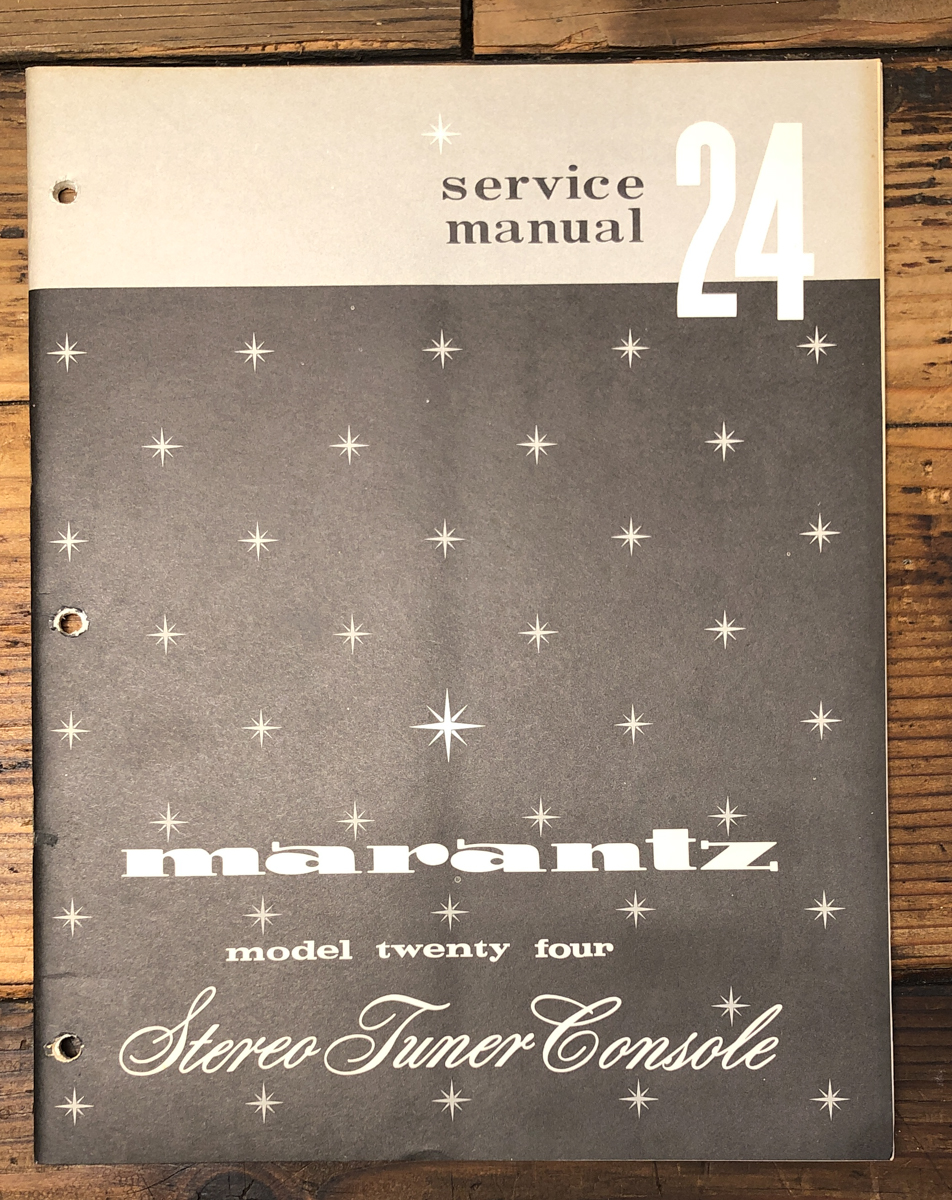 service
manual
24
marantz
model twenty four
Stereo Tuner Console